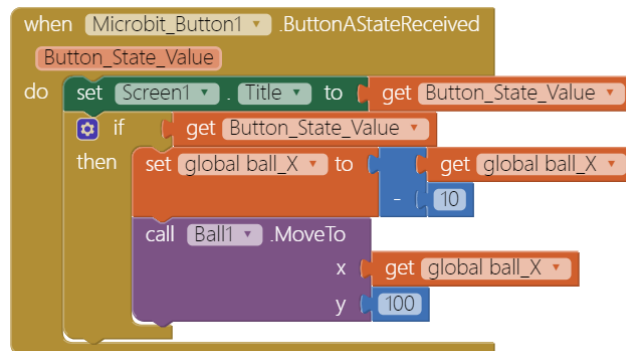 when Microbit_Button1 .ButtonAStateReceived
Button_State_Value
do set Screen1 . Title to get Button_State_Value
if get Button_State_Value
then set global ball_X to get global ball_X
- 10
call Ball1 .MoveTo
x get global ball_X
y 100